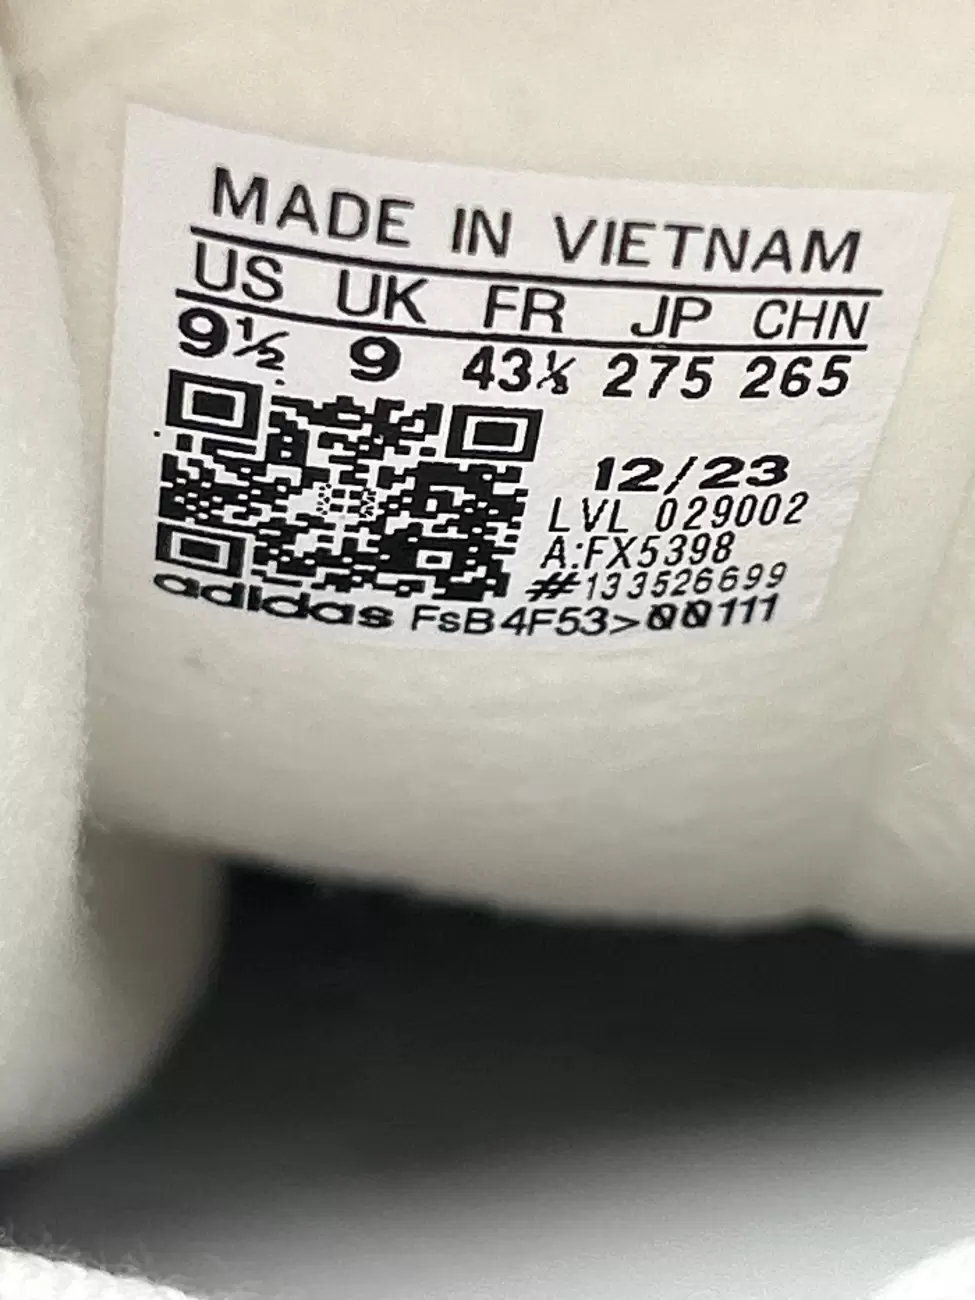 MADE IN VIETNAM
US UK FR JP CHN
9½ 9 43⅓ 275 265
12/23
LVL 029002
A:FX5398
#133526699
adidas FsB4F53>00111